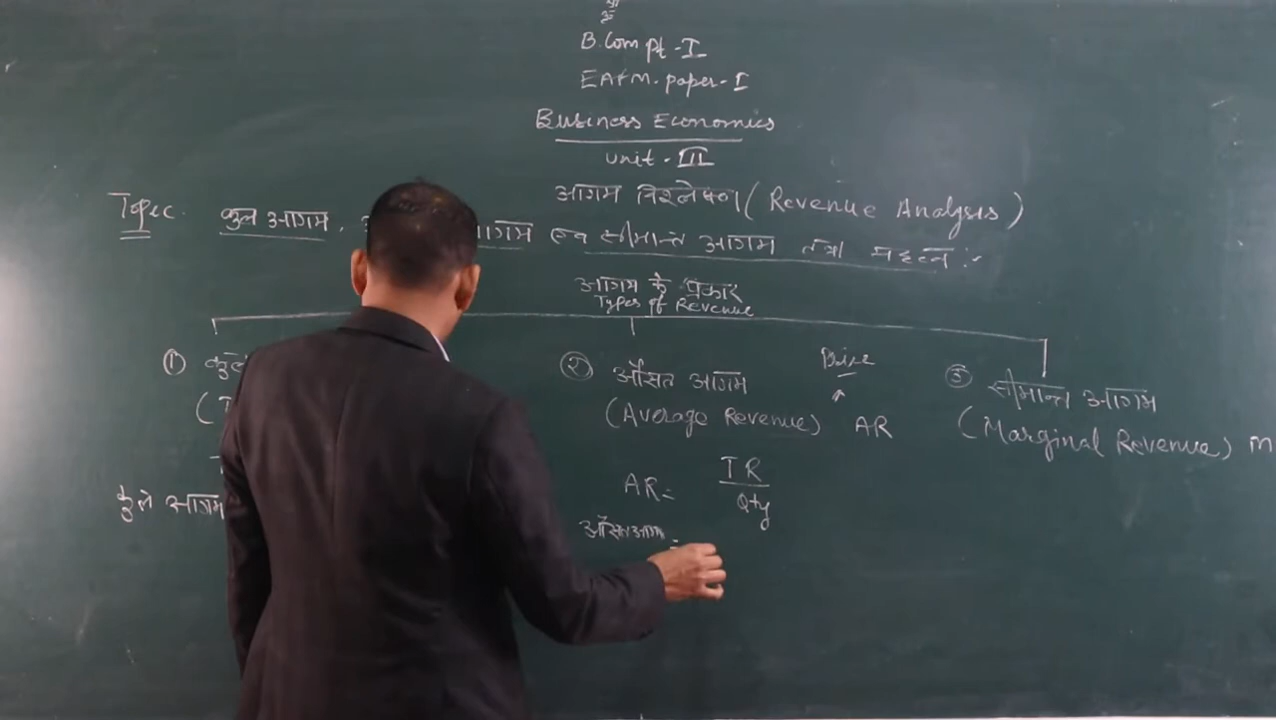 ॐ
B.Com pt-I
EAFM. paper-I
Business Economics
Unit-III
आगम विश्लेषण (Revenue Analysis)
Topic. कुल आगम, आगम एवं सीमान्त आगम तथा महत्व :-
आगम के प्रकार
Types of Revenue
① कुल
② औसत आगम
(Average Revenue) AR
③ सीमान्त आगम
(Marginal Revenue) M
कुल आगम
AR = TR / Qty
औसत आगम =